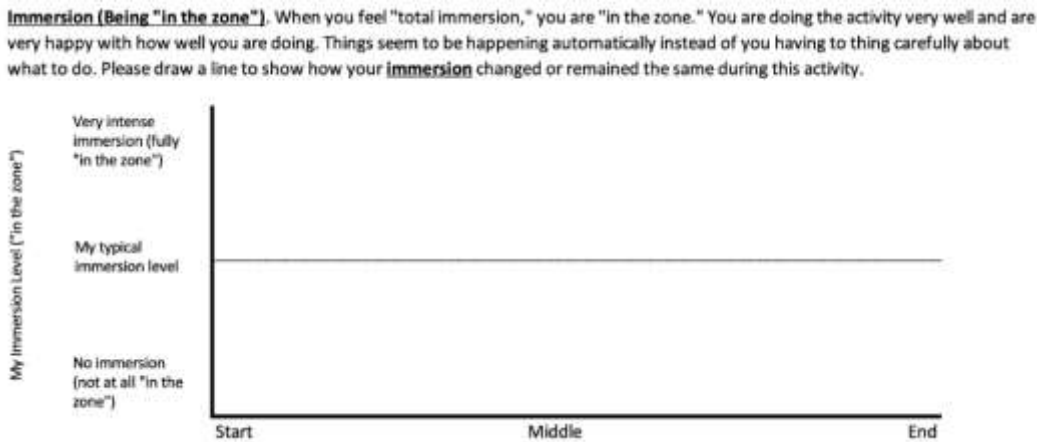 Immersion (Being "in the zone"). When you feel "total immersion," you are "in the zone." You are doing the activity very well and are
very happy with how well you are doing. Things seem to be happening automatically instead of you having to thing carefully about
what to do. Please draw a line to show how your immersion changed or remained the same during this activity.
Very intense
immersion (fully
"in the zone")
My Immersion Level ("in the zone")
My typical
immersion level
No immersion
(not at all "in the
zone")
Start Middle End